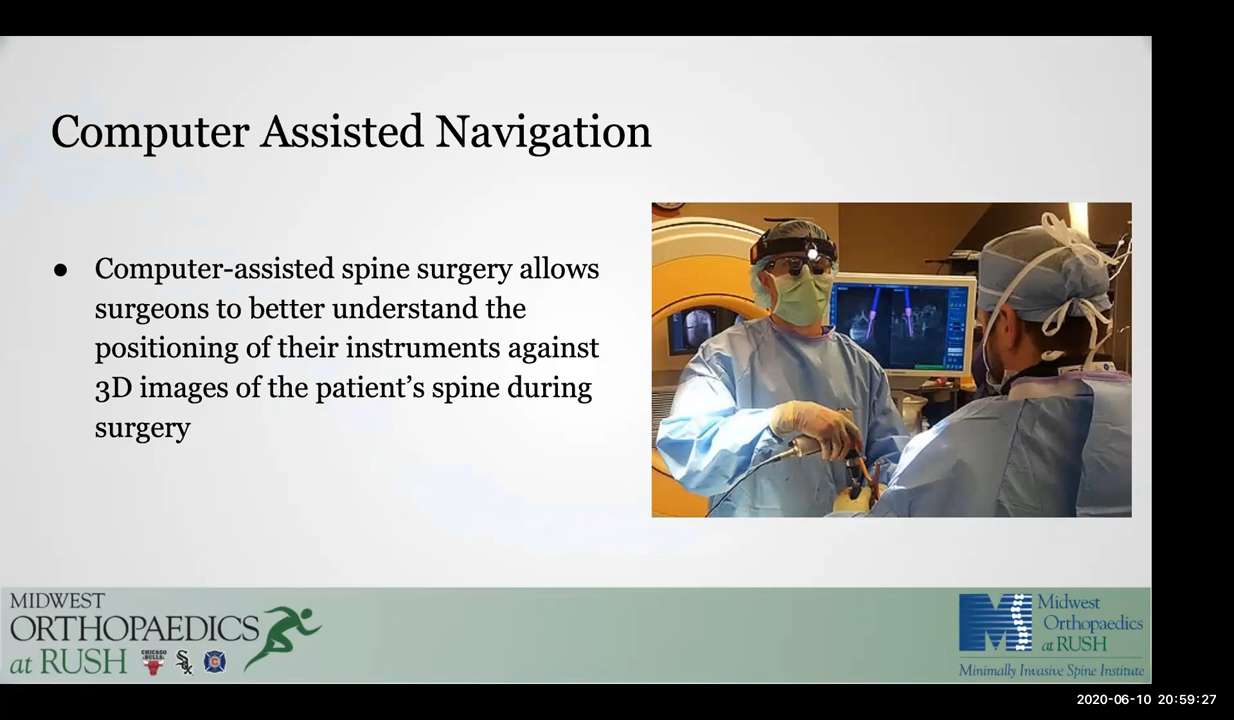 Computer Assisted Navigation
● Computer-assisted spine surgery allows
surgeons to better understand the
positioning of their instruments against
3D images of the patient’s spine during
surgery
MIDWEST
ORTHOPAEDICS
at RUSH
CHICAGO
BULLS
Sox
Midwest
Orthopaedics
at RUSH
Minimally Invasive Spine Institute
2020-06-10 20:59:27